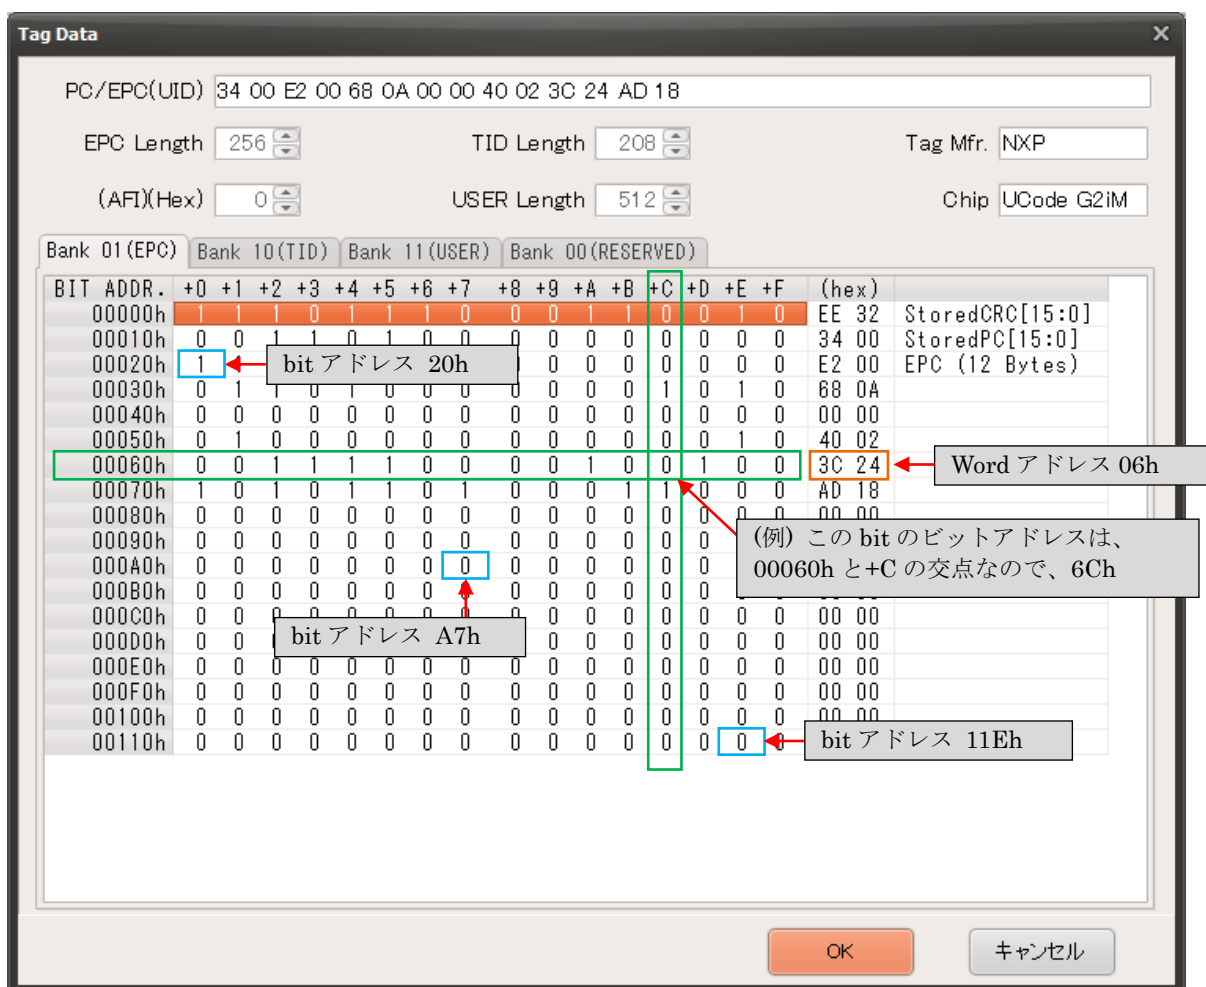 Tag Data
PC/EPC(UID) 34 00 E2 00 68 0A 00 00 40 02 3C 24 AD 18
EPC Length 256 TID Length 208 Tag Mfr. NXP
(AFI)(Hex) 0 USER Length 512 Chip UCode G2iM
Bank 01(EPC) Bank 10(TID) Bank 11(USER) Bank 00(RESERVED)
BIT ADDR. +0 +1 +2 +3 +4 +5 +6 +7 +8 +9 +A +B +C +D +E +F (hex)
00000h 1 1 1 0 1 1 1 0 0 0 1 1 0 0 1 0 EE 32 StoredCRC[15:0]
00010h 0 0 1 1 0 1 0 0 0 0 0 0 0 0 0 0 34 00 StoredPC[15:0]
00020h 1 bit アドレス 20h 0 0 0 0 0 0 0 E2 00 EPC (12 Bytes)
00030h 0 1 1 0 1 0 0 0 0 0 0 0 1 0 1 0 68 0A
00040h 0 0 0 0 0 0 0 0 0 0 0 0 0 0 0 0 00 00
00050h 0 1 0 0 0 0 0 0 0 0 0 0 0 0 1 0 40 02
00060h 0 0 1 1 1 1 0 0 0 0 1 0 0 1 0 0 3C 24 Word アドレス 06h
00070h 1 0 1 0 1 1 0 1 0 0 0 1 1 0 0 0 AD 18
00080h 0 0 0 0 0 0 0 0 0 0 0 0 0 0 0 0 00 00
00090h 0 0 0 0 0 0 0 0 0 0 0 0 0 0
(例) この bit のビットアドレスは、
000A0h 0 0 0 0 0 0 0 0 0 0 0 0 0 0
00060h と+C の交点なので、6Ch
000B0h 0 0 0 0 0 0 0 0 0 0 0 0 0 0
000C0h 0 0 0 0 0 0 0 0 0 0 0 0 0 0 0 0 00 00
000D0h 0 0 bit アドレス A7h 0 0 0 0 0 0 0 00 00
000E0h 0 0 0 0 0 0 0 0 0 0 0 0 0 0 0 0 00 00
000F0h 0 0 0 0 0 0 0 0 0 0 0 0 0 0 0 0 00 00
00100h 0 0 0 0 0 0 0 0 0 0 0 0 0 0 0 0 00 00
00110h 0 0 0 0 0 0 0 0 0 0 0 0 0 0 0 0 bit アドレス 11Eh
OK キャンセル